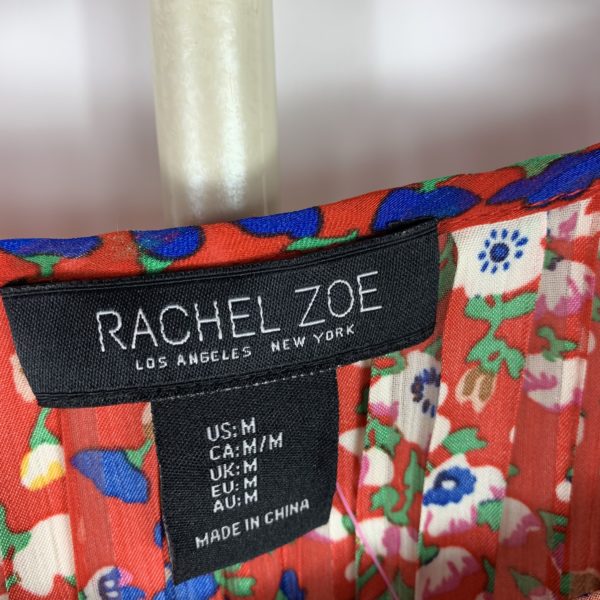 RACHEL ZOE
LOS ANGELES NEW YORK
US: M
CA: M/M
UK: M
EU: M
AU: M
MADE IN CHINA